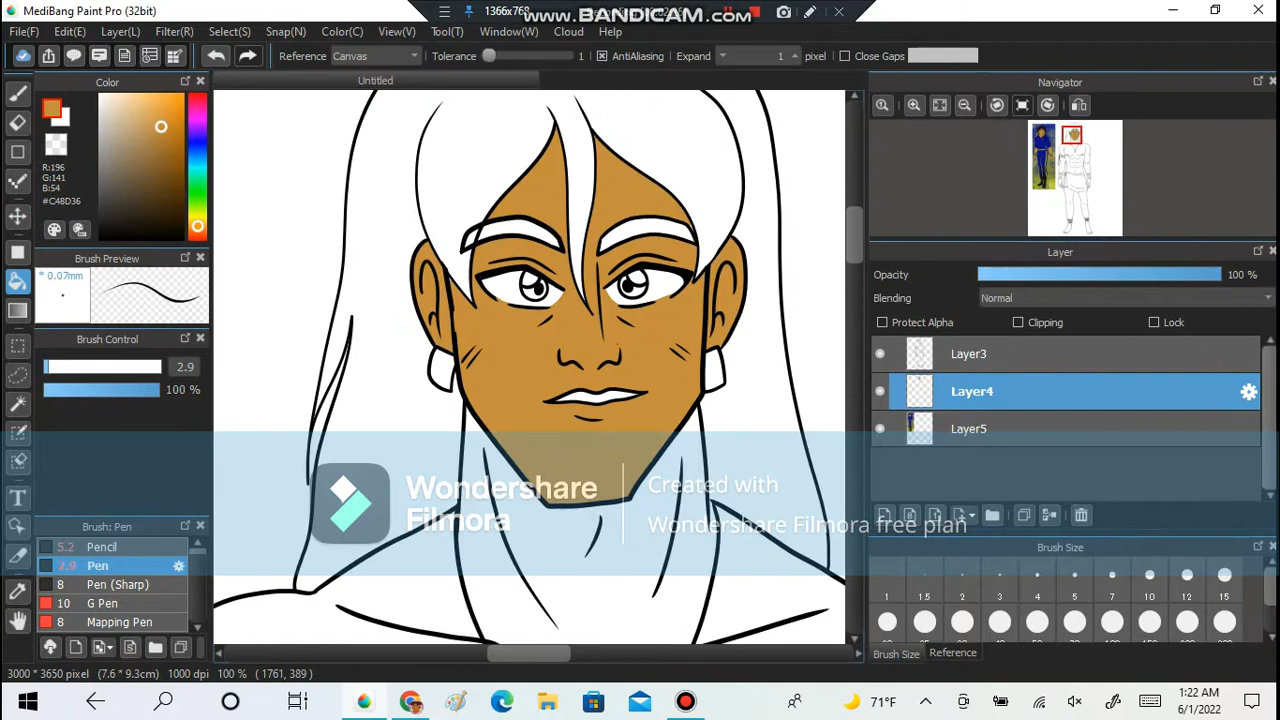 MediBang Paint Pro (32bit)
1366x768
www.BANDICAM.com
File(F) Edit(E) Layer(L) Filter(R) Select(S) Snap(N) Color(C) View(V) Tool(T) Window(W) Cloud Help
Reference Canvas Tolerance 1 AntiAliasing Expand 1 pixel Close Gaps
Color
Untitled
Navigator
R:196
G:141
B:54
#C48D36
Brush Preview
* 0.07mm
Layer
Opacity 100 %
Blending Normal
Protect Alpha Clipping Lock
Brush Control
2.9
100 %
Layer3
Layer4
Layer5
Wondershare
Filmora
Created with
Wondershare Filmora free plan
Brush: Pen
5.2 Pencil
2.9 Pen
8 Pen (Sharp)
10 G Pen
8 Mapping Pen
Brush Size
1 1.5 2 3 4 5 7 10 12 15
Brush Size Reference
3000 * 3650 pixel (7.6 * 9.3cm) 1000 dpi 100 % (1761, 389)
71°F
1:22 AM
6/1/2022